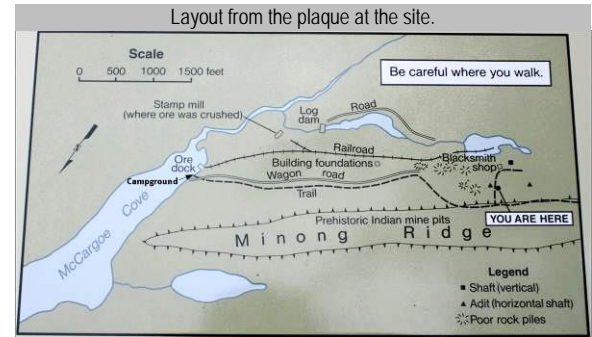 Layout from the plaque at the site.
Scale
0 500 1000 1500 feet
Be careful where you walk.
Stamp mill
(where ore was crushed)
Log
dam
Road
Railroad
Ore
dock
Building foundations
Blacksmith
shop
Campground
Wagon road
Trail
McCargoe Cove
Prehistoric Indian mine pits
YOU ARE HERE
Minong Ridge
Legend
Shaft (vertical)
Adit (horizontal shaft)
Poor rock piles